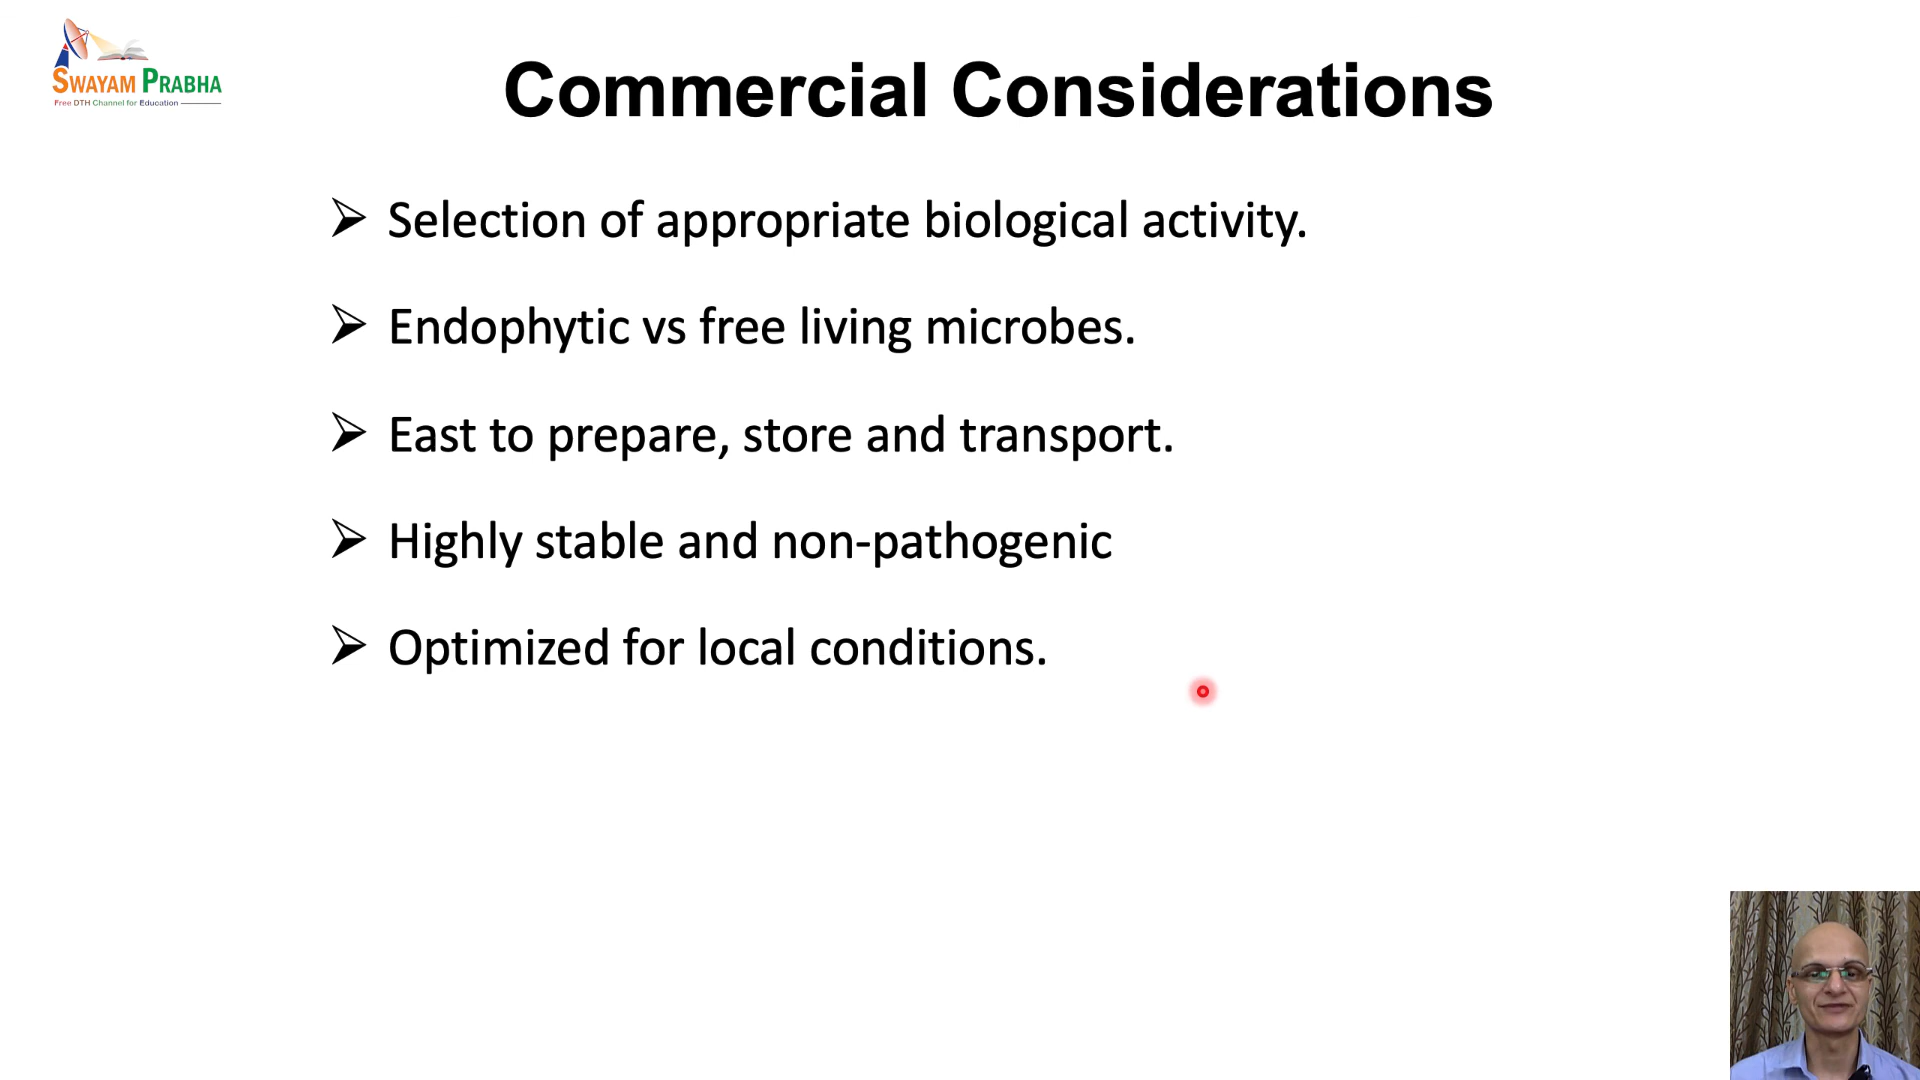 SWAYAM PRABHA
Free DTH Channel for Education
Commercial Considerations
Selection of appropriate biological activity.
Endophytic vs free living microbes.
East to prepare, store and transport.
Highly stable and non-pathogenic
Optimized for local conditions.